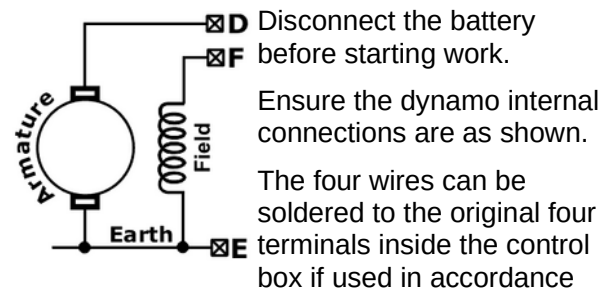 D
F
Armature
Field
Earth
E
Disconnect the battery
before starting work.
Ensure the dynamo internal
connections are as shown.
The four wires can be
soldered to the original four
terminals inside the control
box if used in accordance